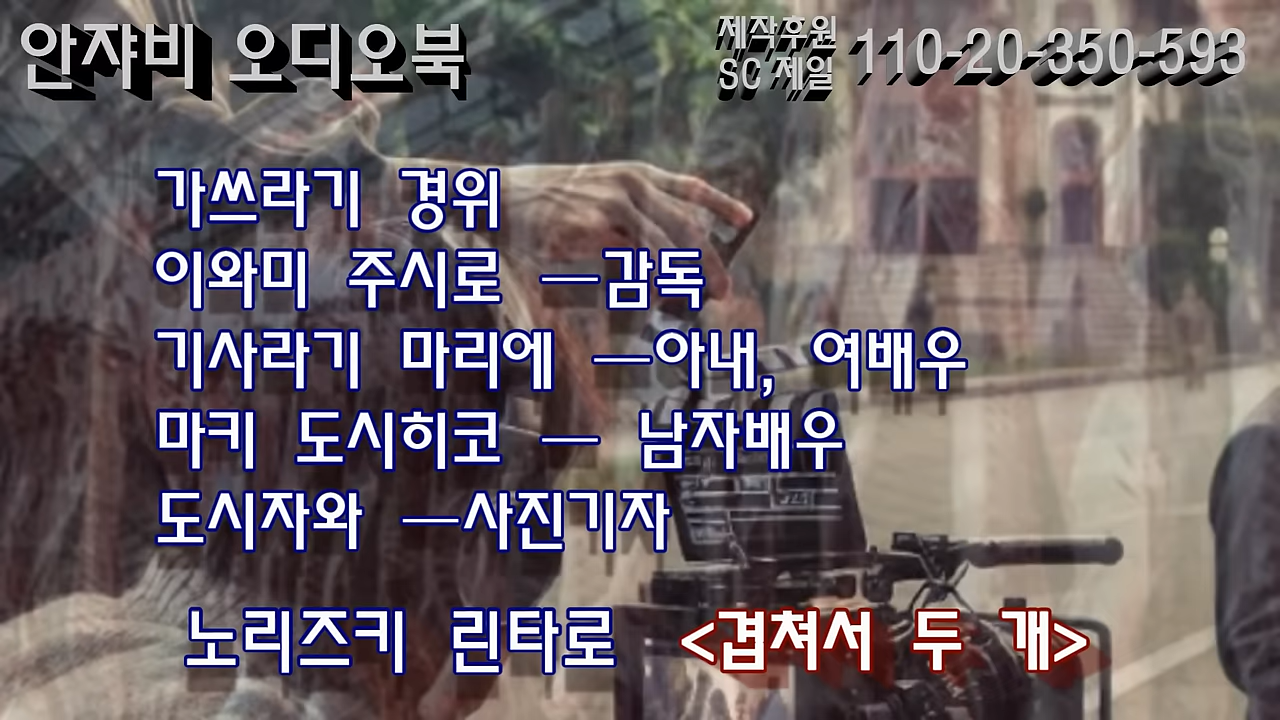 안쟈비 오디오북
제작후원
SC 제일 110-20-350-593
가쓰라기 경위
이와미 주시로 —감독
기사라기 마리에 —아내, 여배우
마키 도시히코 — 남자배우
도시자와 —사진기자
노리즈키 린타로 <겹쳐서 두 개>